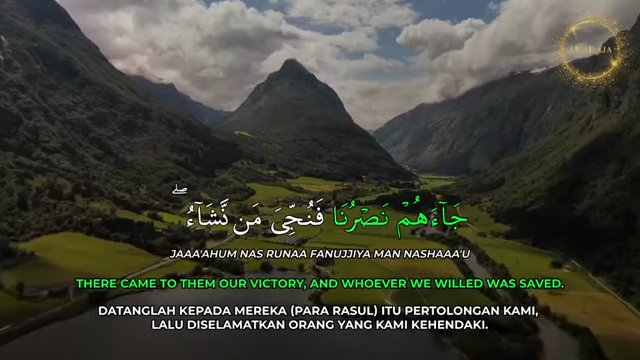 جَآءَهُمْ نَصْرُنَا فَنُجِّىَ مَن نَّشَآءُ ۖ
JAAA'AHUM NAS RUNAA FANUJJIYA MAN NASHAAA'U
THERE CAME TO THEM OUR VICTORY, AND WHOEVER WE WILLED WAS SAVED.
DATANGLAH KEPADA MEREKA (PARA RASUL) ITU PERTOLONGAN KAMI,
LALU DISELAMATKAN ORANG YANG KAMI KEHENDAKI.